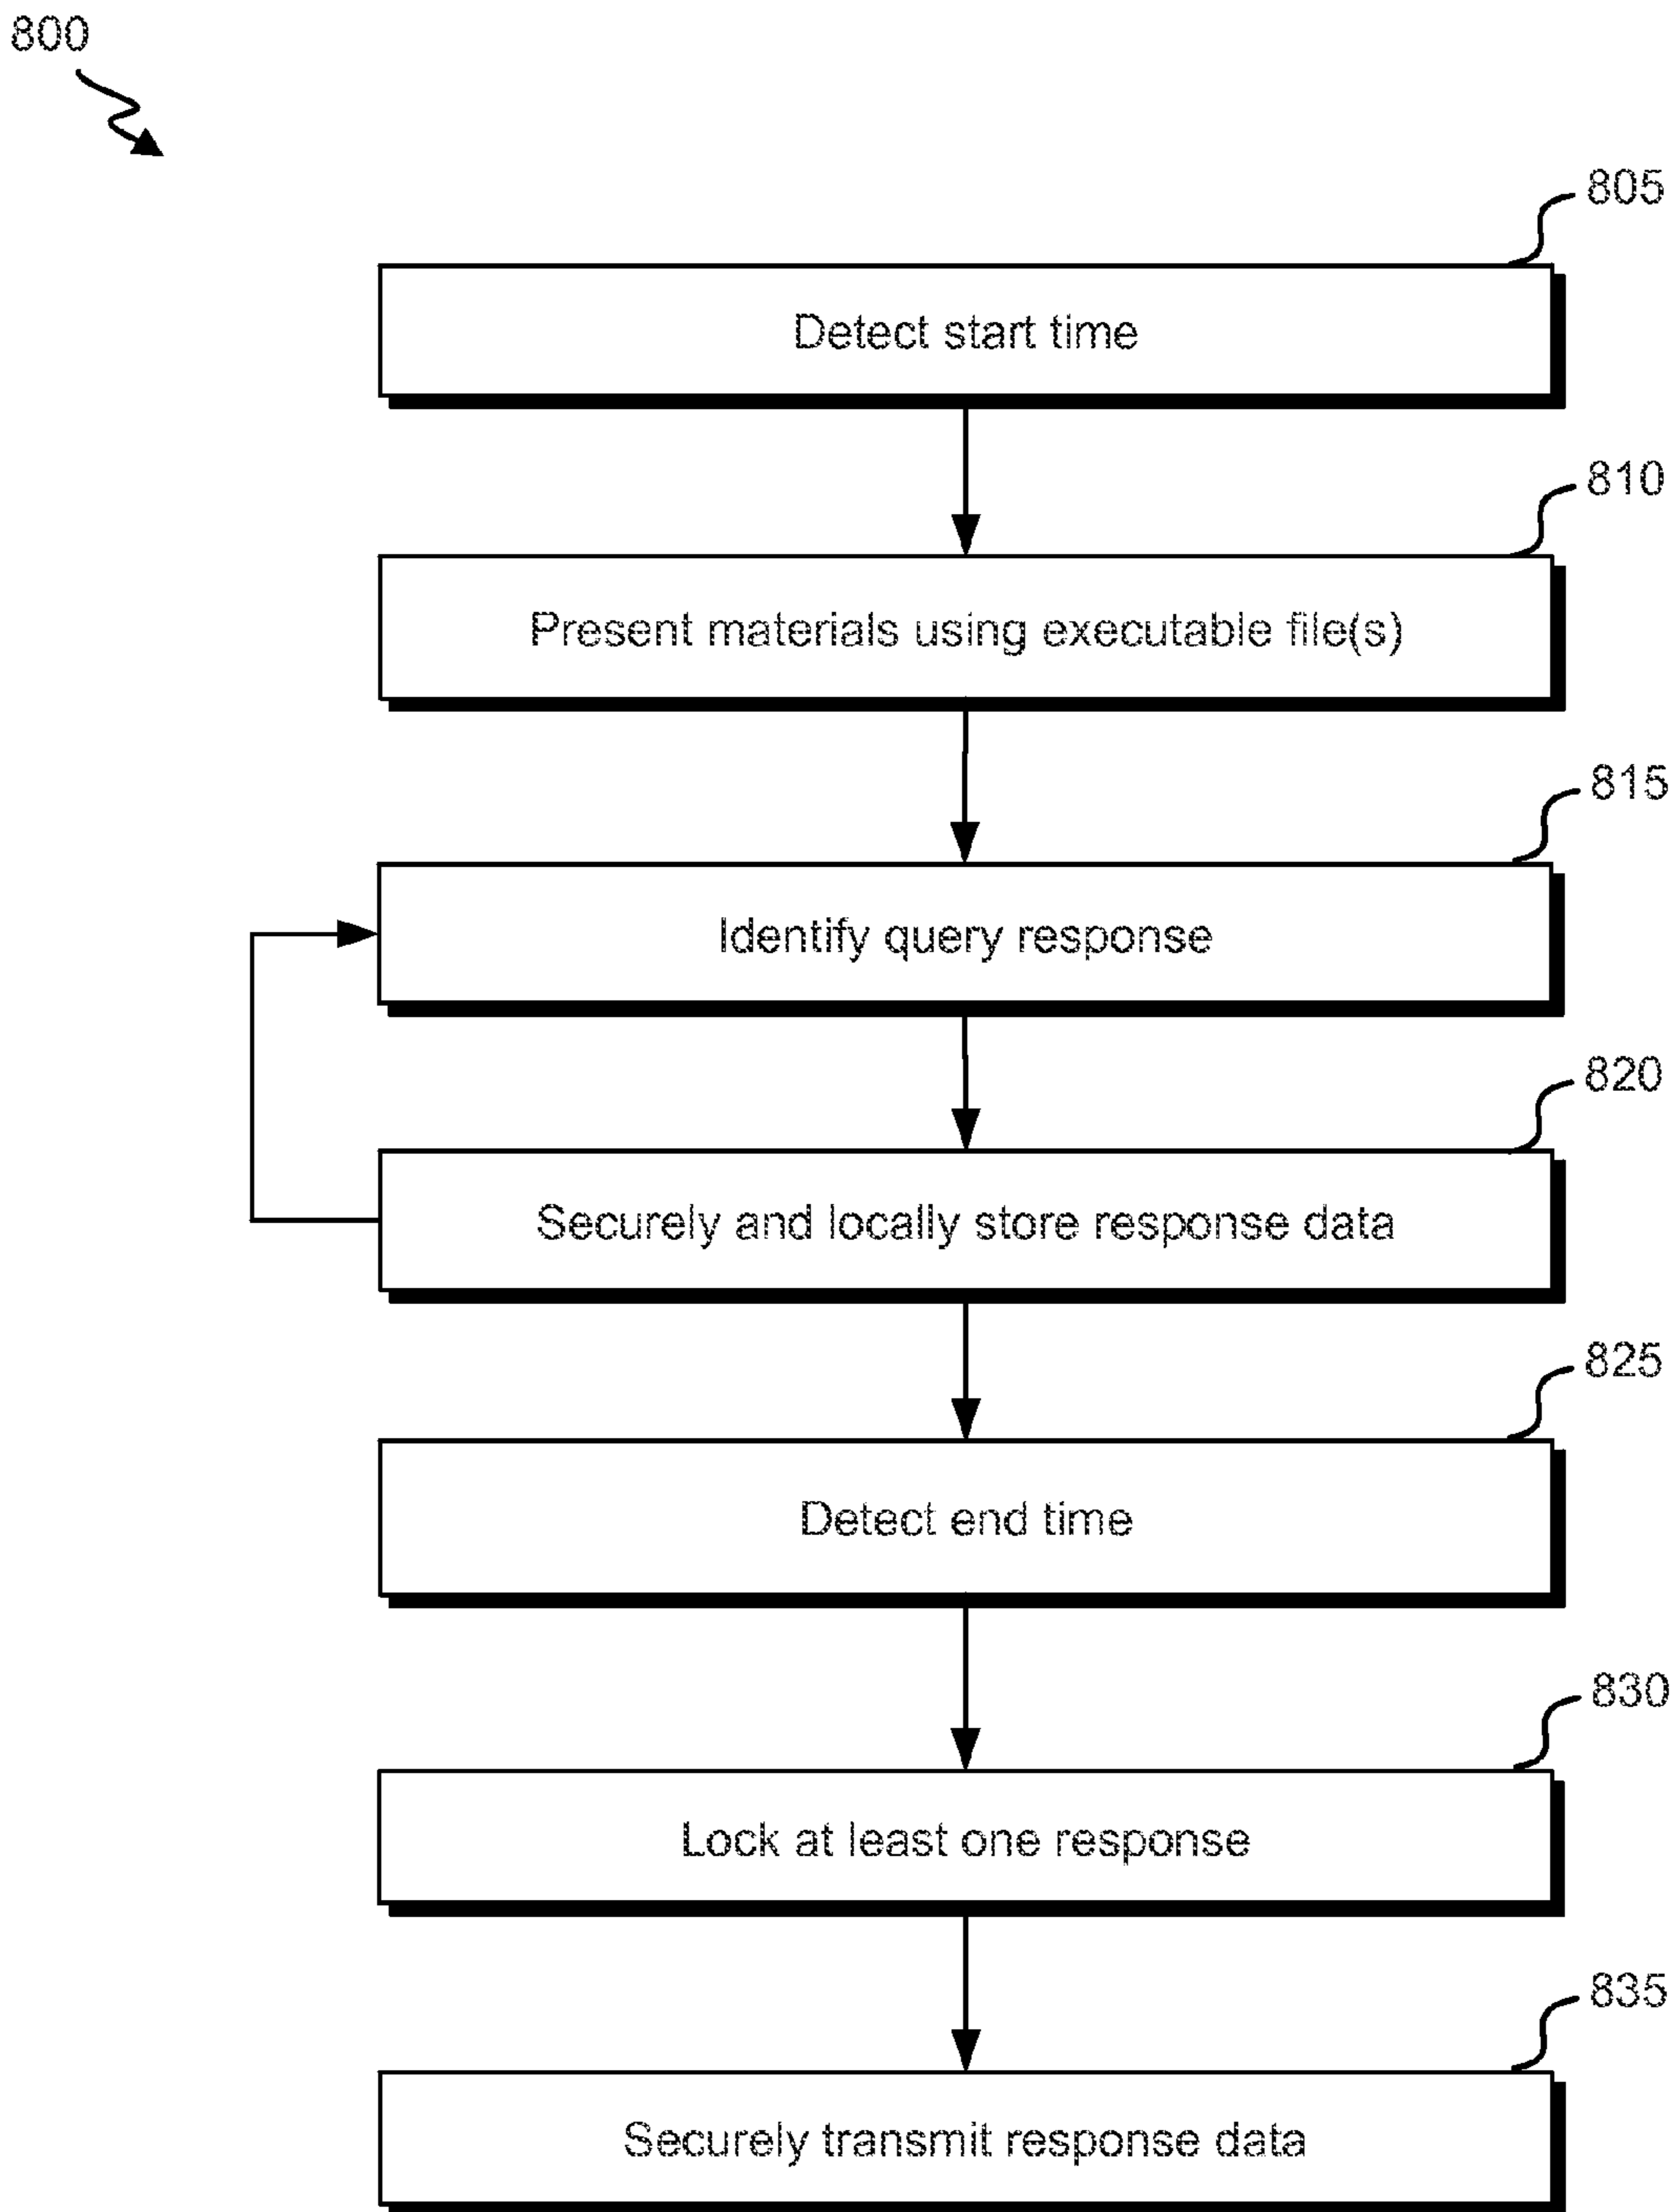 800
805
Detect start time
810
Present materials using executable file(s)
815
Identify query response
820
Securely and locally store response data
825
Detect end time
830
Lock at least one response
835
Securely transmit response data